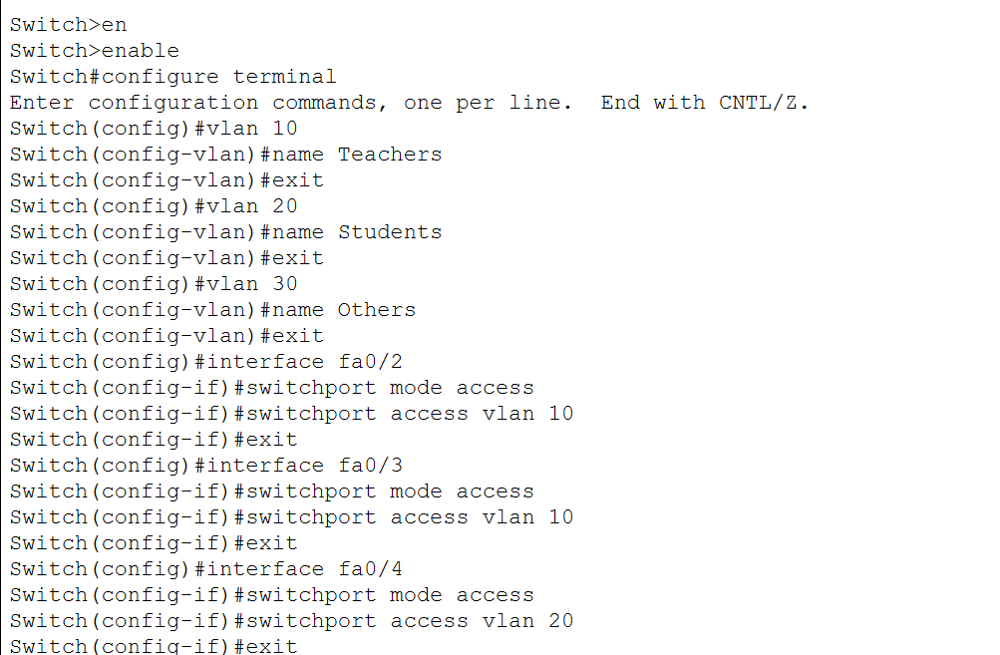 Switch>en
Switch>enable
Switch#configure terminal
Enter configuration commands, one per line.  End with CNTL/Z.
Switch(config)#vlan 10
Switch(config-vlan)#name Teachers
Switch(config-vlan)#exit
Switch(config)#vlan 20
Switch(config-vlan)#name Students
Switch(config-vlan)#exit
Switch(config)#vlan 30
Switch(config-vlan)#name Others
Switch(config-vlan)#exit
Switch(config)#interface fa0/2
Switch(config-if)#switchport mode access
Switch(config-if)#switchport access vlan 10
Switch(config-if)#exit
Switch(config)#interface fa0/3
Switch(config-if)#switchport mode access
Switch(config-if)#switchport access vlan 10
Switch(config-if)#exit
Switch(config)#interface fa0/4
Switch(config-if)#switchport mode access
Switch(config-if)#switchport access vlan 20
Switch(config-if)#exit